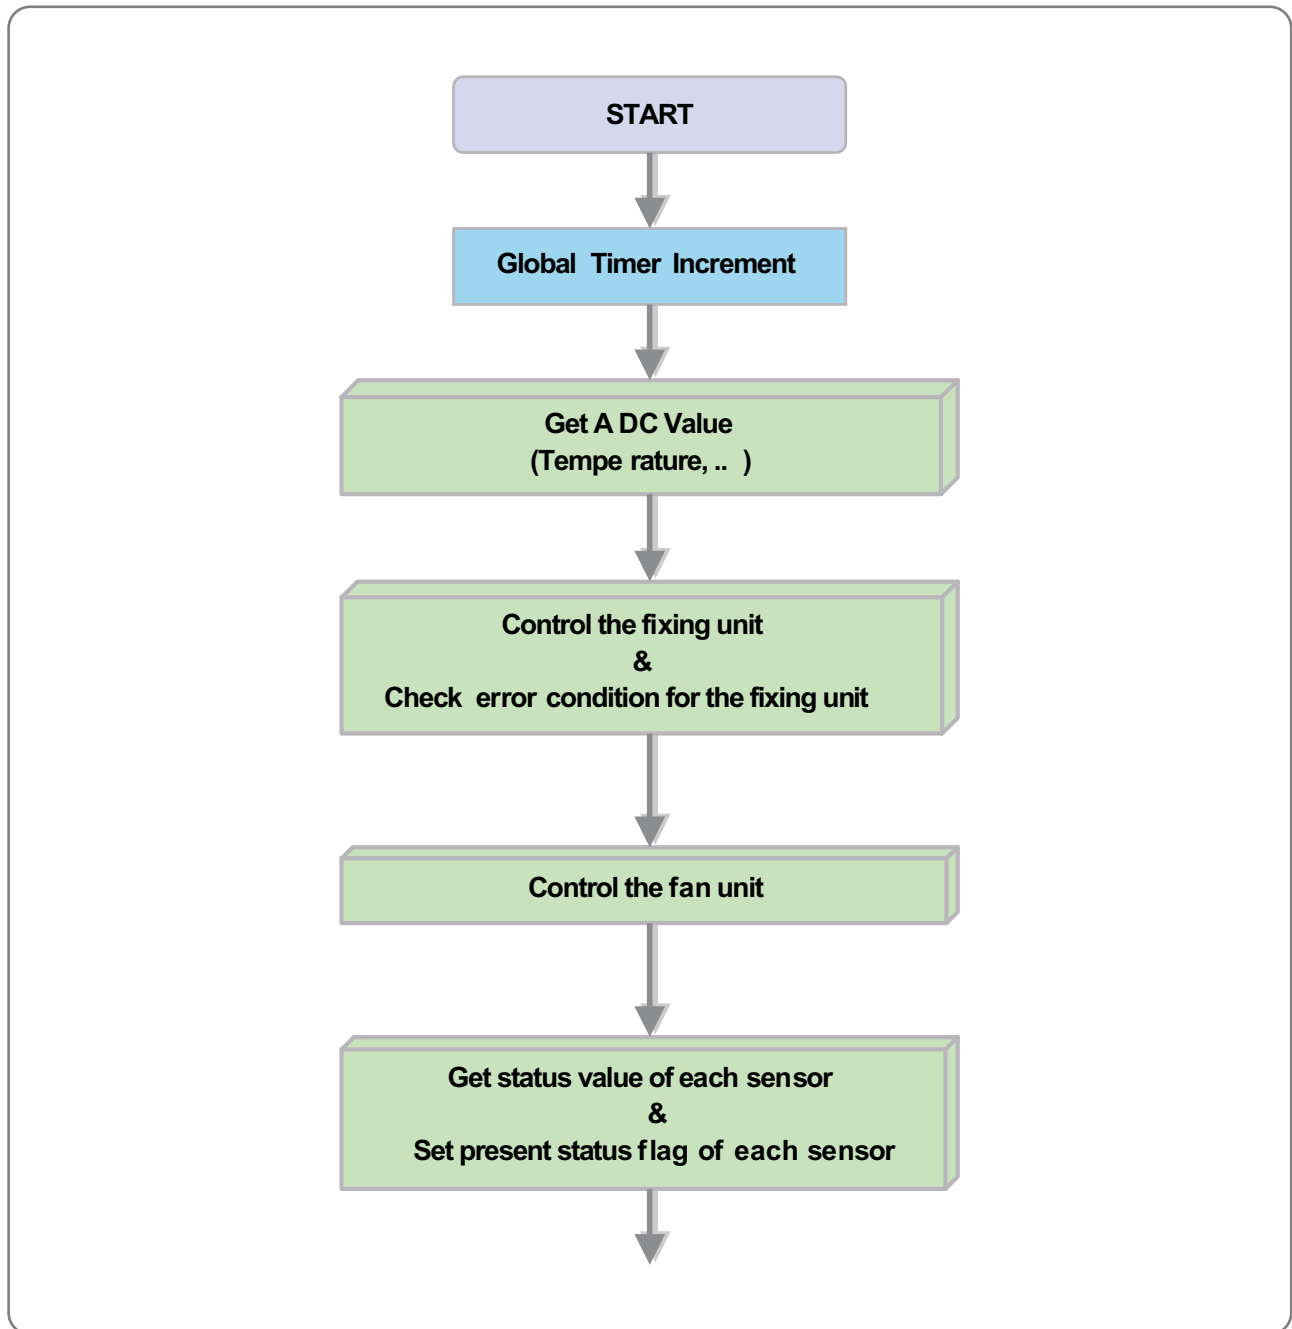 START
Global Timer Increment
Get A DC Value
(Tempe rature, .. )
Control the fixing unit
&
Check error condition for the fixing unit
Control the fan unit
Get status value of each sensor
&
Set present status flag of each sensor